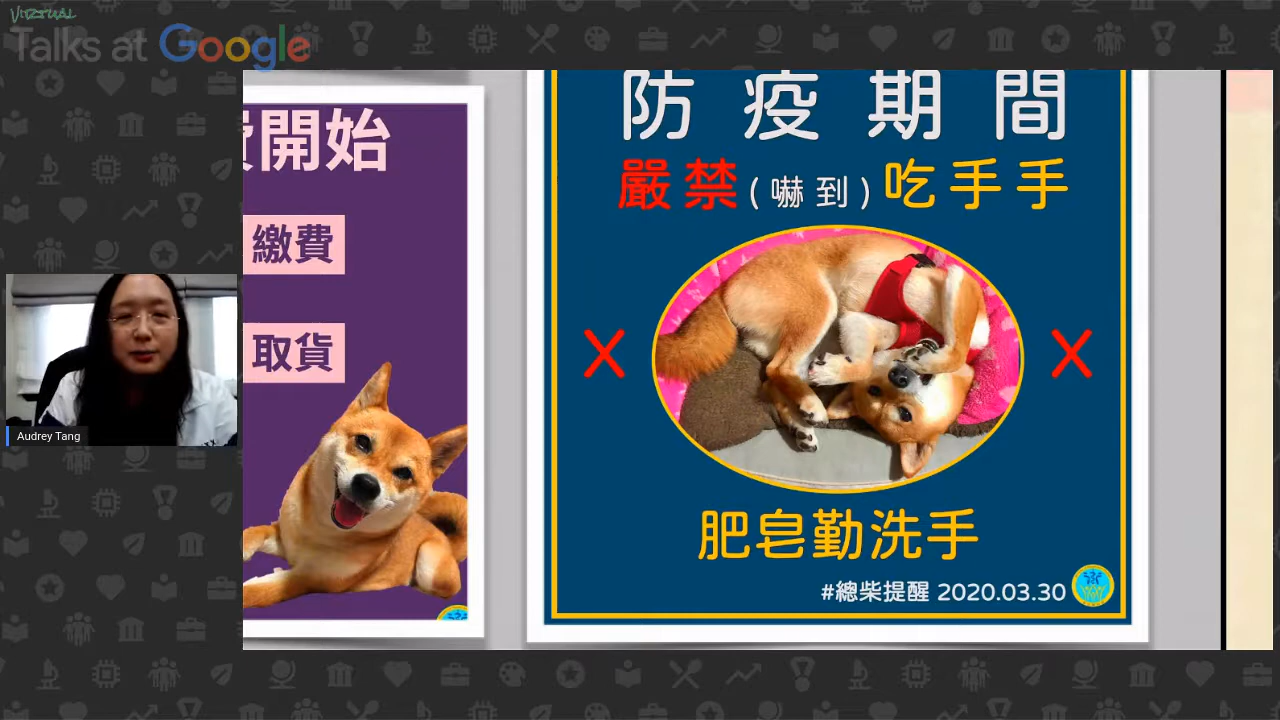 VIRTUAL
Talks at Google
開始
繳費
取貨
防疫期間
嚴禁(嚇到)吃手手
X X
肥皂勤洗手
#總柴提醒 2020.03.30
Audrey Tang